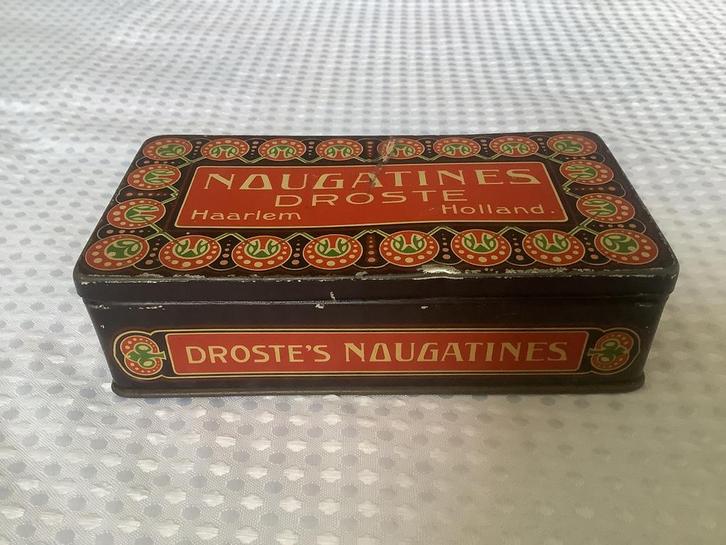 NOUGATINES
DROSTE
Haarlem Holland.
DROSTE'S NOUGATINES